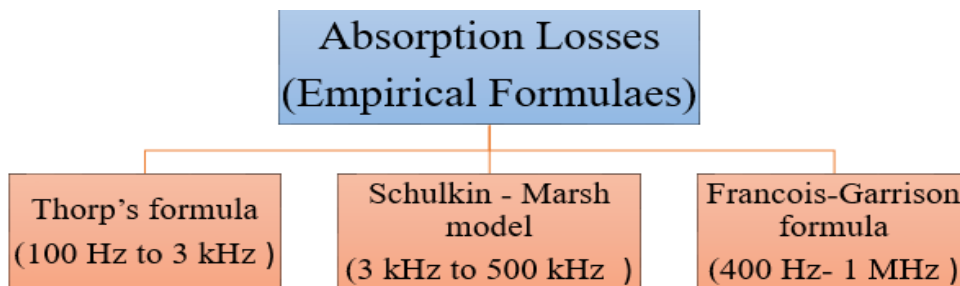 Absorption Losses
(Empirical Formulaes)
Thorp’s formula
(100 Hz to 3 kHz )
Schulkin - Marsh
model
(3 kHz to 500 kHz )
Francois-Garrison
formula
(400 Hz- 1 MHz )